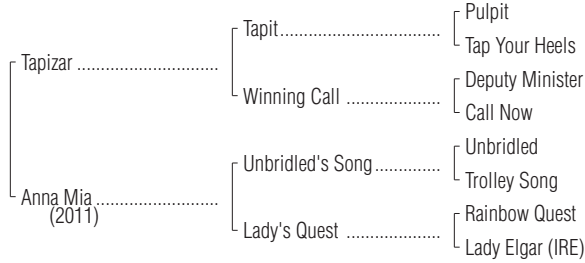 Pulpit
Tapit
Tap Your Heels
Tapizar
Deputy Minister
Winning Call
Call Now
Unbridled
Unbridled's Song
Trolley Song
Anna Mia
(2011)
Rainbow Quest
Lady's Quest
Lady Elgar (IRE)